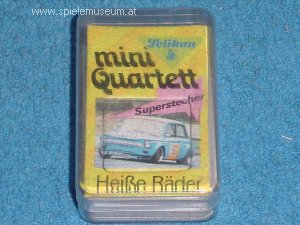 www.spielemuseum.at
Pelikan
mini
Quartett
Superstecher
Heiße Räder